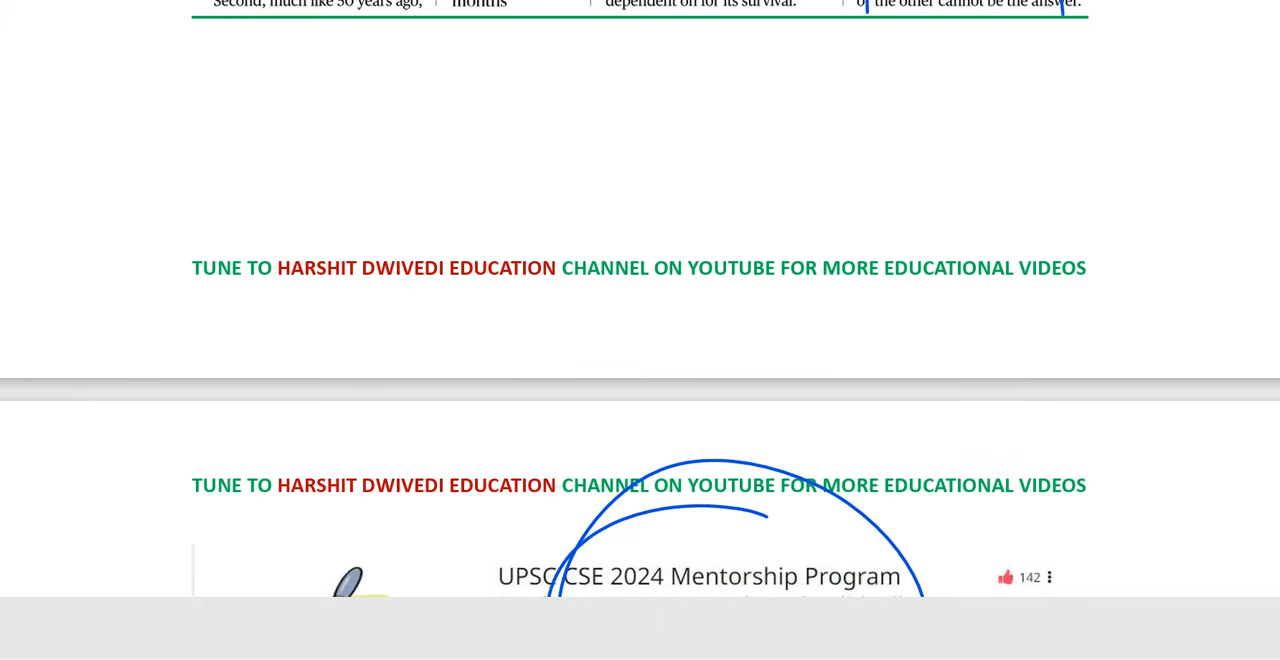 Second, much like 50 years ago,
months
dependent on for its survival.
of the other cannot be the answer.
TUNE TO HARSHIT DWIVEDI EDUCATION CHANNEL ON YOUTUBE FOR MORE EDUCATIONAL VIDEOS
TUNE TO HARSHIT DWIVEDI EDUCATION CHANNEL ON YOUTUBE FOR MORE EDUCATIONAL VIDEOS
UPSC CSE 2024 Mentorship Program
142